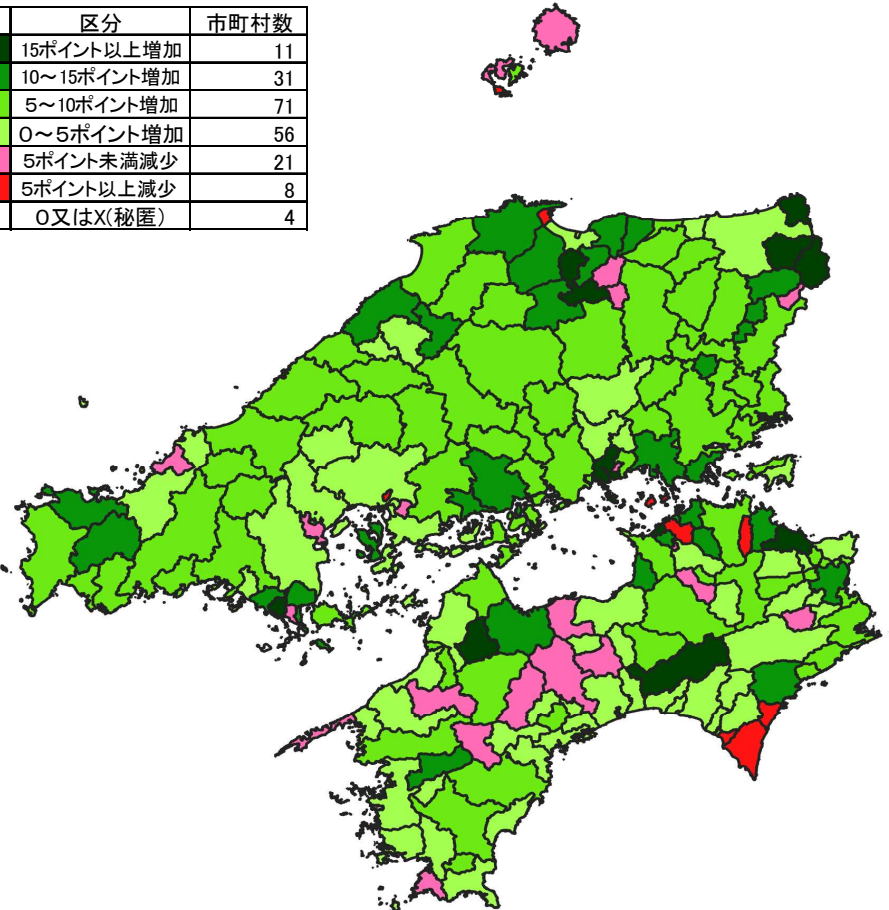 区分 市町村数
15ポイント以上増加 11
10～15ポイント増加 31
5～10ポイント増加 71
0～5ポイント増加 56
5ポイント未満減少 21
5ポイント以上減少 8
0又はX(秘匿) 4